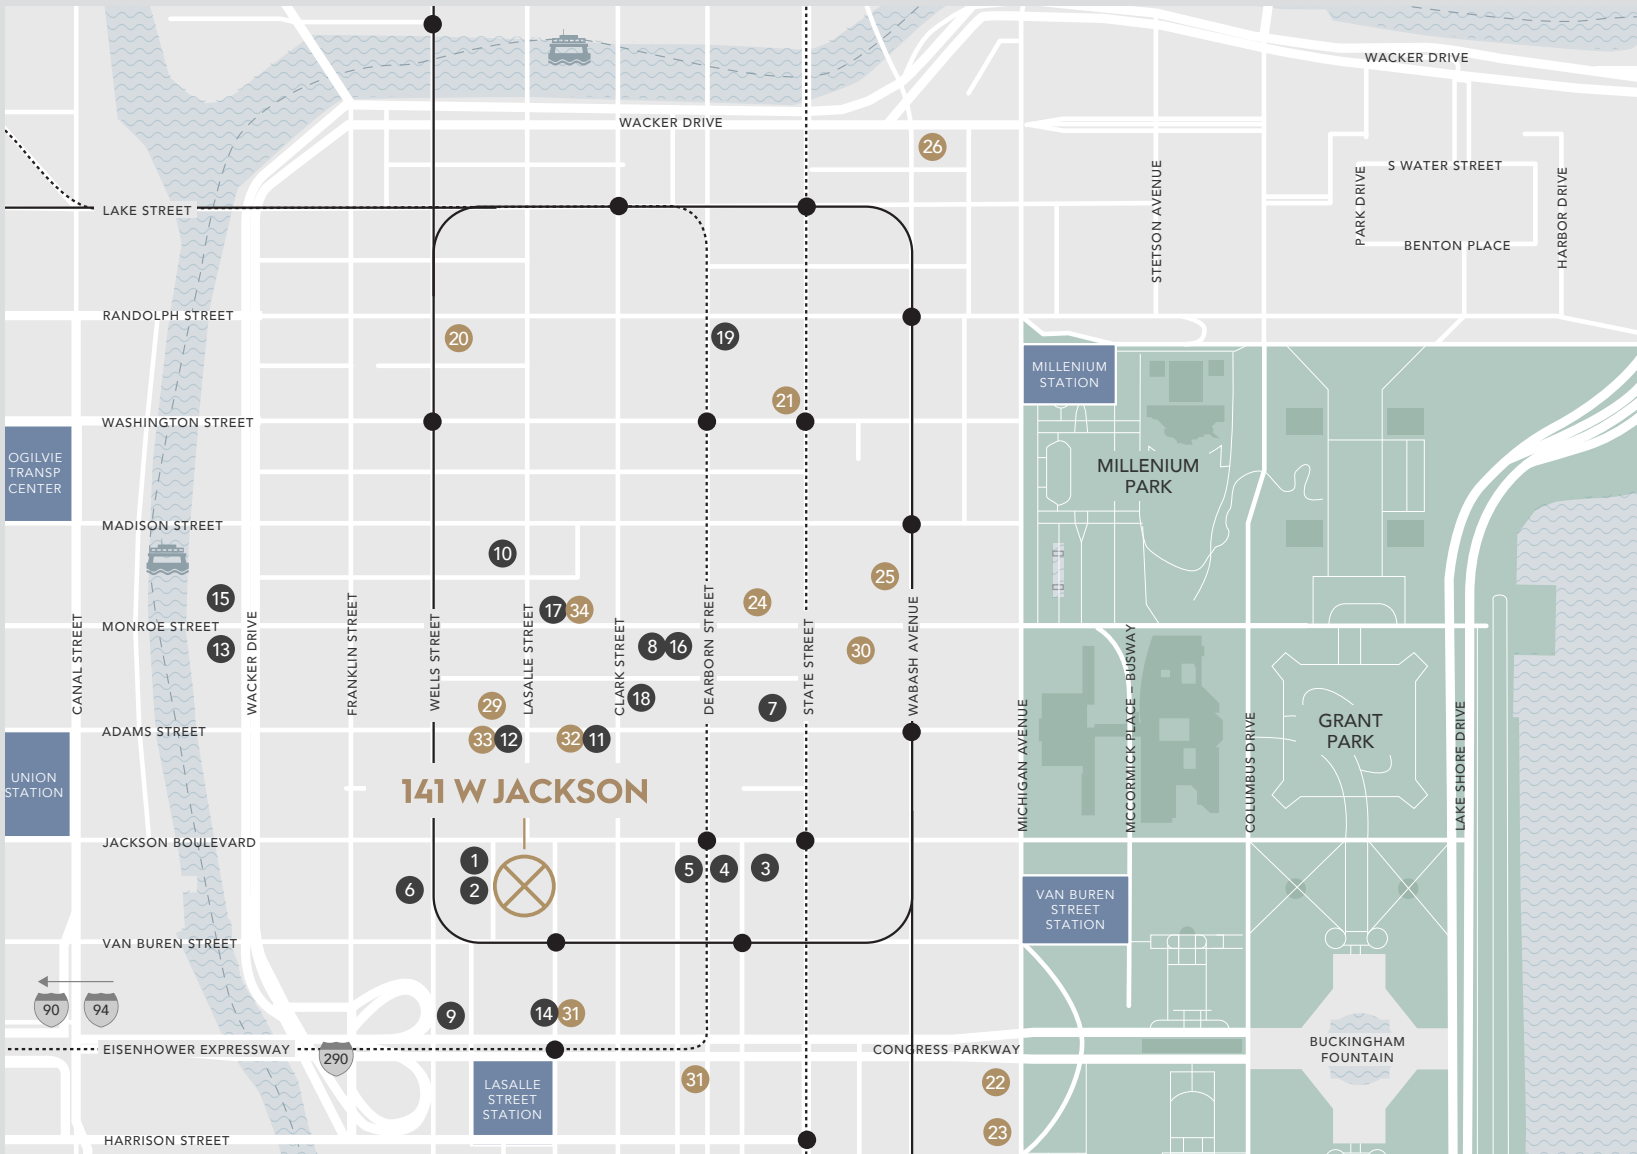 WACKER DRIVE
WACKER DRIVE
26
S WATER STREET
STETSON AVENUE
PARK DRIVE
HARBOR DRIVE
LAKE STREET
BENTON PLACE
RANDOLPH STREET
20
19
MILLENIUM
STATION
21
WASHINGTON STREET
OGILVIE
TRANSP
CENTER
MILLENIUM
PARK
MADISON STREET
10
25
15
17
34
24
MONROE STREET
13
8
16
30
CANAL STREET
WACKER DRIVE
FRANKLIN STREET
WELLS STREET
LASALLE STREET
CLARK STREET
DEARBORN STREET
STATE STREET
WABASH AVENUE
MICHIGAN AVENUE
MCCORMICK PLACE – BUSWAY
COLUMBUS DRIVE
LAKE SHORE DRIVE
29
18
7
ADAMS STREET
33
12
32
11
GRANT
PARK
UNION
STATION
141 W JACKSON
JACKSON BOULEVARD
1
5
4
3
6
2
VAN BUREN
STREET
STATION
VAN BUREN STREET
90
94
9
14
31
EISENHOWER EXPRESSWAY
290
CONGRESS PARKWAY
BUCKINGHAM
FOUNTAIN
LASALLE
STREET
STATION
31
22
23
HARRISON STREET